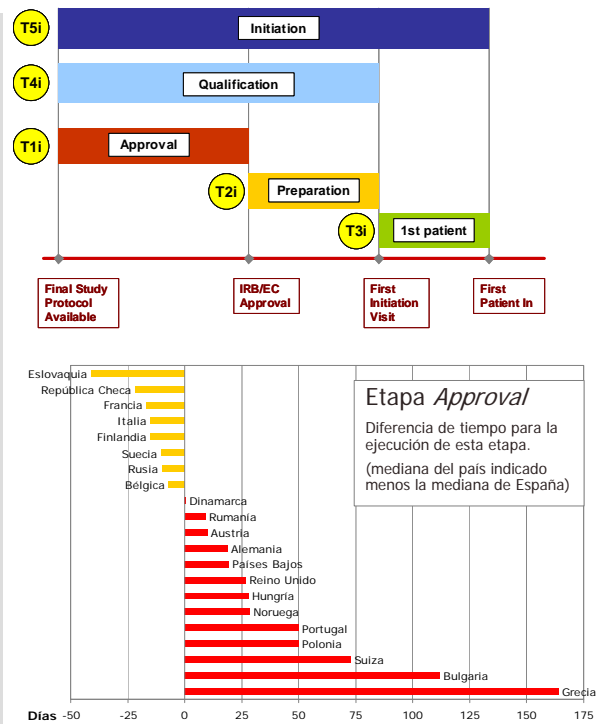 T5i
Initiation
T4i
Qualification
T1i
Approval
T2i
Preparation
T3i
1st patient
Final Study
Protocol
Available
IRB/EC
Approval
First
Initiation
Visit
First
Patient In
Etapa Approval
Diferencia de tiempo para la
ejecución de esta etapa.
(mediana del país indicado
menos la mediana de España)
Eslovaquia
República Checa
Francia
Italia
Finlandia
Suecia
Rusia
Bélgica
Dinamarca
Rumanía
Austria
Alemania
Países Bajos
Reino Unido
Hungría
Noruega
Portugal
Polonia
Suiza
Bulgaria
Grecia
Días -50 -25 0 25 50 75 100 125 150 175